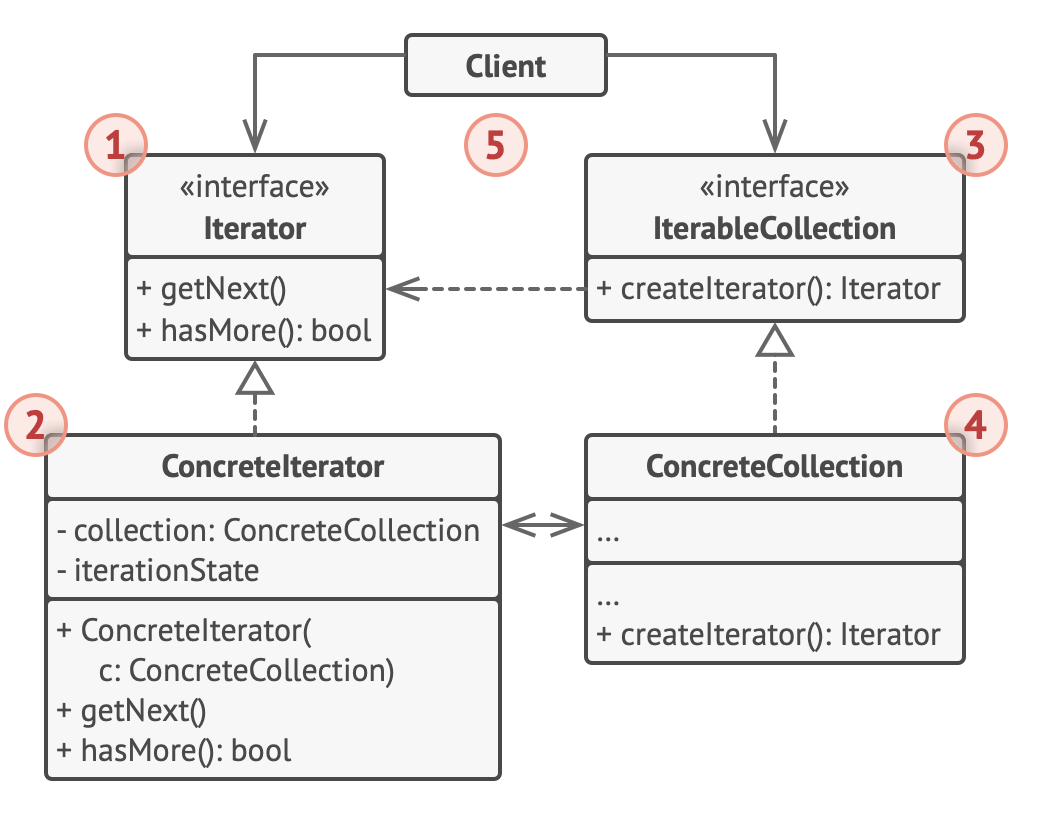 Client
1
5
3
«interface»
Iterator
+ getNext()
+ hasMore(): bool
«interface»
IterableCollection
+ createIterator(): Iterator
2
ConcreteIterator
- collection: ConcreteCollection
- iterationState
+ ConcreteIterator(
c: ConcreteCollection)
+ getNext()
+ hasMore(): bool
4
ConcreteCollection
...
...
+ createIterator(): Iterator